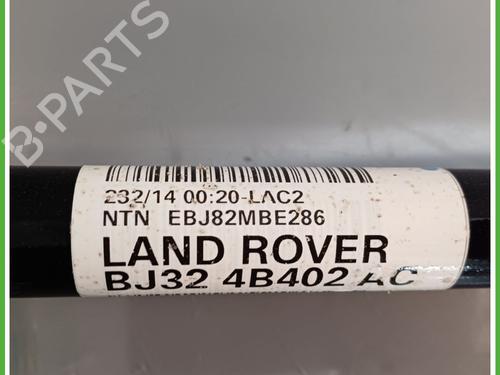 B-PARTS
232/14 00:20-LAC2
NTN EBJ82MBE286
LAND ROVER
BJ32 4B402 AC